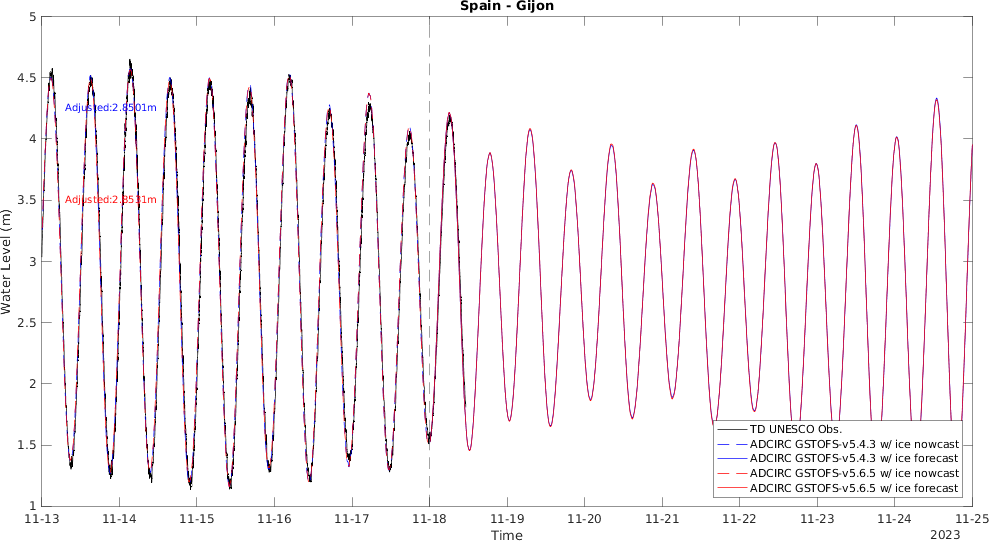 Spain - Gijon
5
4.5
4
3.5
3
2.5
2
1.5
1
Water Level (m)
Adjusted:2.8501m
Adjusted:2.8531m
TD UNESCO Obs.
ADCIRC GSTOFS-v5.4.3 w/ ice nowcast
ADCIRC GSTOFS-v5.4.3 w/ ice forecast
ADCIRC GSTOFS-v5.6.5 w/ ice nowcast
ADCIRC GSTOFS-v5.6.5 w/ ice forecast
11-13 11-14 11-15 11-16 11-17 11-18 11-19 11-20 11-21 11-22 11-23 11-24 11-25
Time
2023